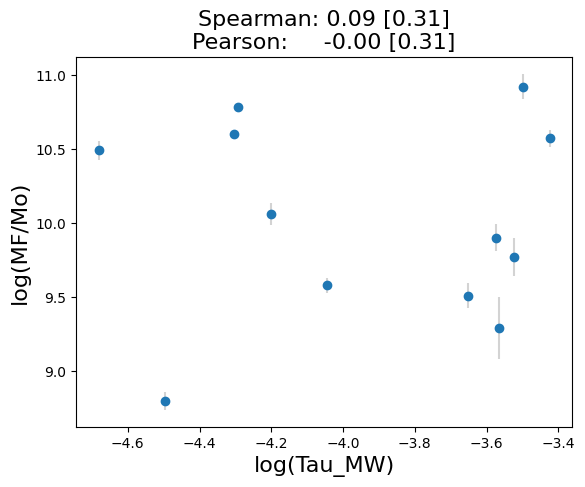 Spearman: 0.09 [0.31]
Pearson: -0.00 [0.31]
11.0
10.5
10.0
9.5
9.0
log(MF/Mo)
−4.6 −4.4 −4.2 −4.0 −3.8 −3.6 −3.4
log(Tau_MW)